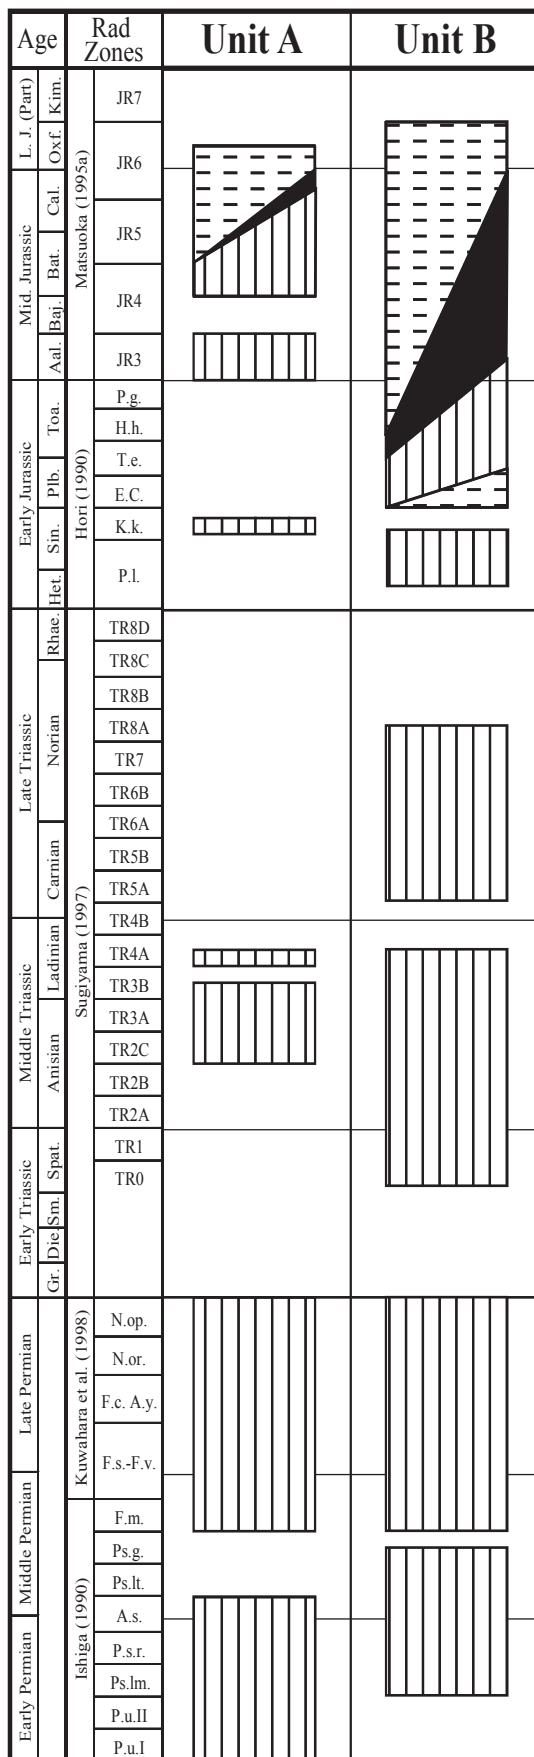 Age
Rad Zones
Unit A
Unit B
L. J. (Part)
Kim.
Oxf.
Mid. Jurassic
Cal.
Bat.
Baj.
Aal.
Early Jurassic
Toa.
Plb.
Sin.
Het.
Late Triassic
Rhae.
Norian
Carnian
Middle Triassic
Ladinian
Anisian
Early Triassic
Spat.
Sm.
Die.
Gr.
Late Permian
Middle Permian
Early Permian
Matsuoka (1995a)
Hori (1990)
Sugiyama (1997)
Kuwahara et al. (1998)
Ishiga (1990)
JR7
JR6
JR5
JR4
JR3
P.g.
H.h.
T.e.
E.C.
K.k.
P.l.
TR8D
TR8C
TR8B
TR8A
TR7
TR6B
TR6A
TR5B
TR5A
TR4B
TR4A
TR3B
TR3A
TR2C
TR2B
TR2A
TR1
TR0
N.op.
N.or.
F.c. A.y.
F.s.-F.v.
F.m.
Ps.g.
Ps.lt.
A.s.
P.s.r.
Ps.lm.
P.u.II
P.u.I